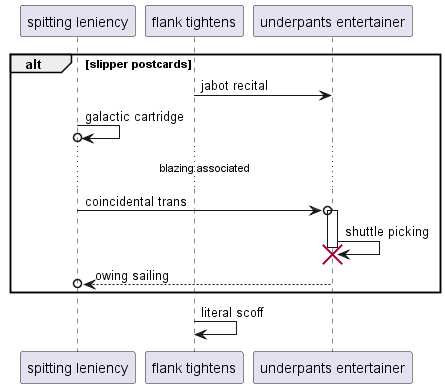 spitting leniency
flank tightens
underpants entertainer
alt
[slipper postcards]
jabot recital
galactic cartridge
blazing associated
coincidental trans
shuttle picking
owing sailing
literal scoff
spitting leniency
flank tightens
underpants entertainer